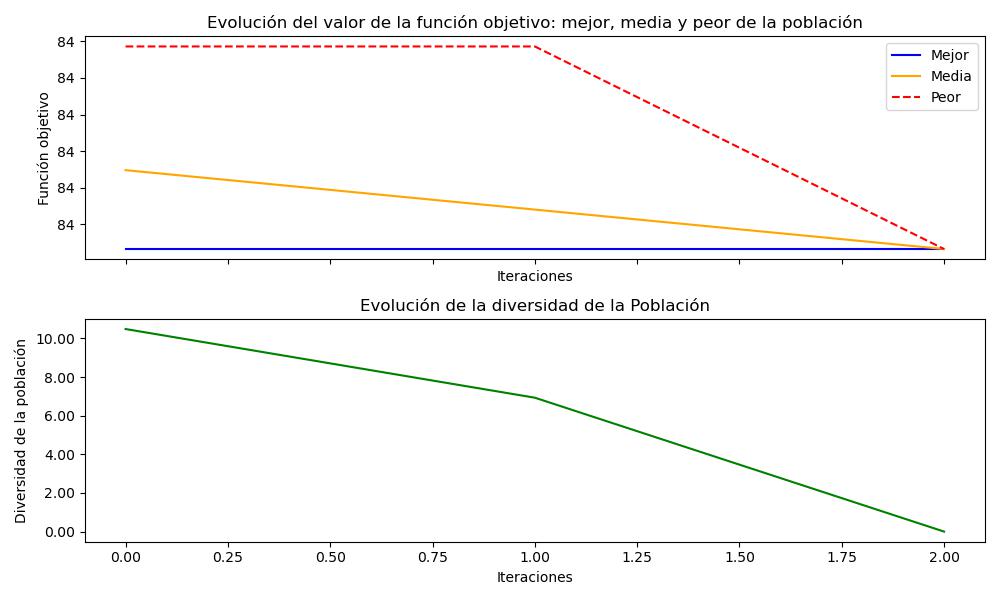 Evolución del valor de la función objetivo: mejor, media y peor de la población
Función objetivo
84
84
84
84
84
84
Mejor
Media
Peor
Iteraciones
Evolución de la diversidad de la Población
Diversidad de la población
10.00
8.00
6.00
4.00
2.00
0.00
0.00 0.25 0.50 0.75 1.00 1.25 1.50 1.75 2.00
Iteraciones